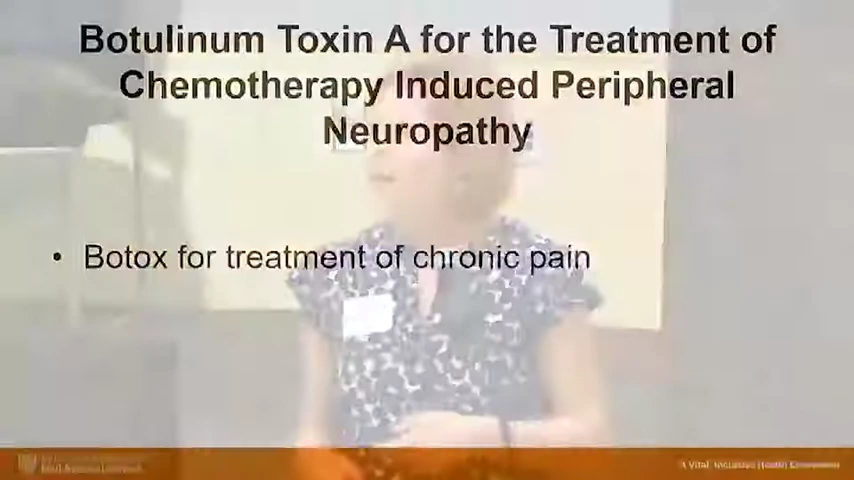 Botulinum Toxin A for the Treatment of
Chemotherapy Induced Peripheral
Neuropathy
• Botox for treatment of chronic pain